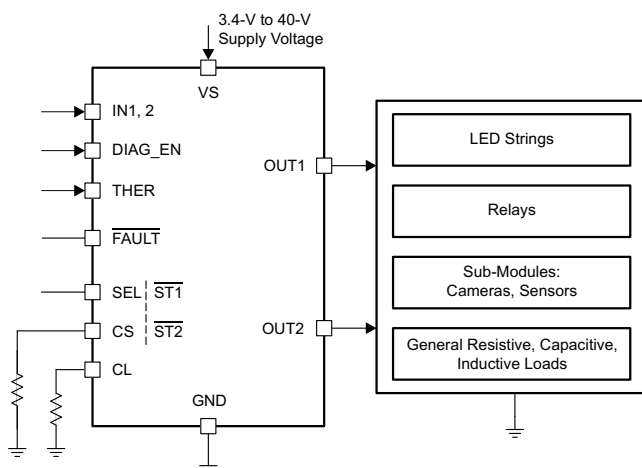 3.4-V to 40-V
Supply Voltage
VS
IN1, 2
DIAG_EN
THER
FAULT
SEL ST1
CS ST2
CL
GND
OUT1
OUT2
LED Strings
Relays
Sub-Modules:
Cameras, Sensors
General Resistive, Capacitive,
Inductive Loads